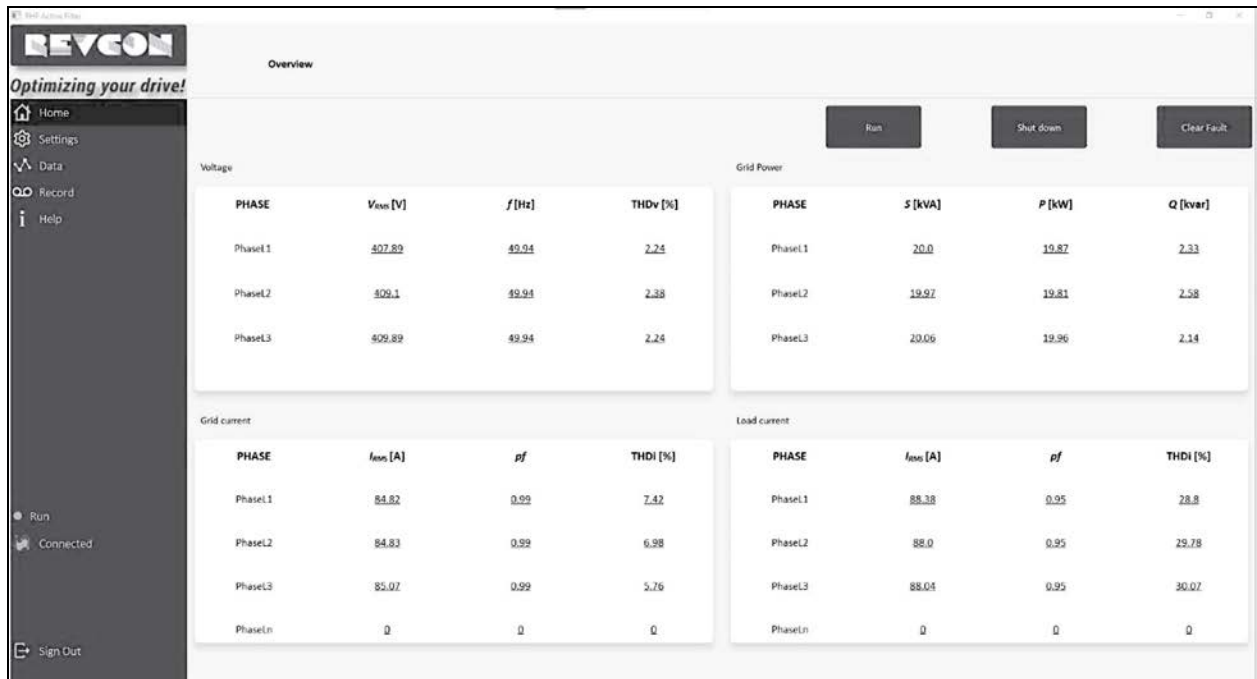 RHF Active Filter
REVCON
Optimizing your drive!
Overview
Home
Settings
Data
Record
Help
Run
Connected
Sign Out
Run Shut down Clear Fault
Voltage
PHASE VRMS [V] f [Hz] THDv [%]
PhaseL1 407.89 49.94 2.24
PhaseL2 409.1 49.94 2.38
PhaseL3 409.89 49.94 2.24
Grid Power
PHASE S [kVA] P [kW] Q [kvar]
PhaseL1 20.0 19.87 2.33
PhaseL2 19.97 19.81 2.58
PhaseL3 20.06 19.96 2.14
Grid current
PHASE IRMS [A] pf THDi [%]
PhaseL1 84.82 0.99 7.42
PhaseL2 84.83 0.99 6.98
PhaseL3 85.07 0.99 5.76
PhaseLn 0 0 0
Load current
PHASE IRMS [A] pf THDi [%]
PhaseL1 88.38 0.95 28.8
PhaseL2 88.0 0.95 29.78
PhaseL3 88.04 0.95 30.07
PhaseLn 0 0 0